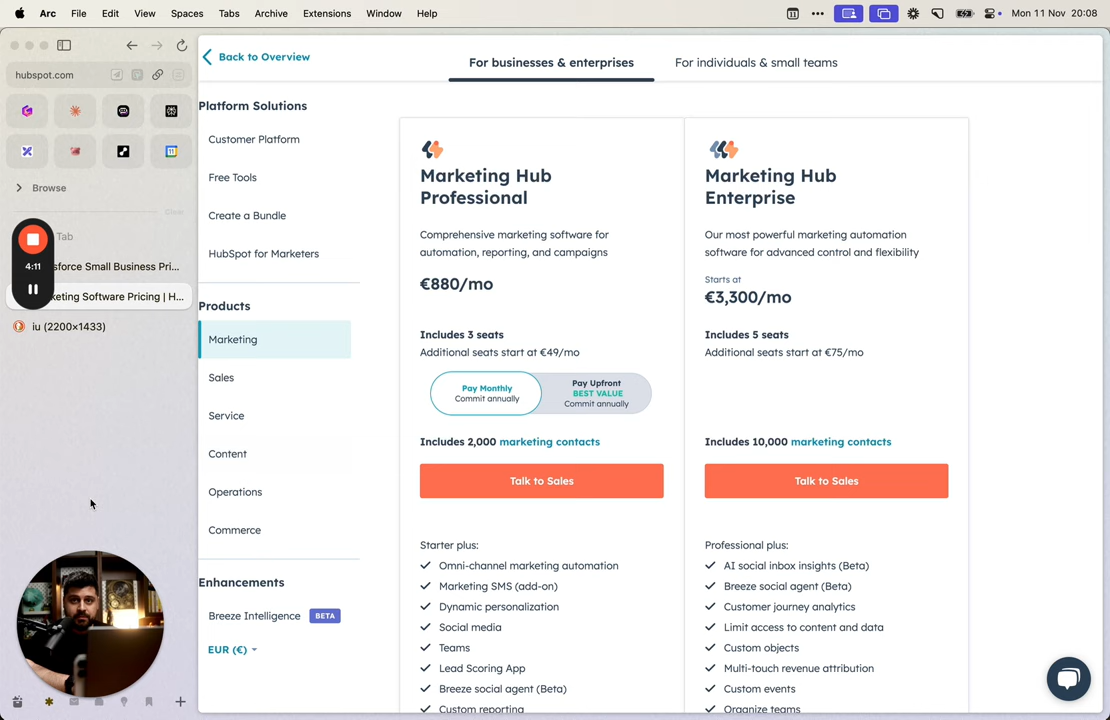 Arc File Edit View Spaces Tabs Archive Extensions Window Help
Mon 11 Nov 20:08
hubspot.com
Browse
Clear
Tab
4:11
sforce Small Business Pri...
keting Software Pricing | H...
iu (2200×1433)
Back to Overview
For businesses & enterprises
For individuals & small teams
Platform Solutions
Customer Platform
Free Tools
Create a Bundle
HubSpot for Marketers
Products
Marketing
Sales
Service
Content
Operations
Commerce
Enhancements
Breeze Intelligence BETA
EUR (€)
Marketing Hub
Professional
Comprehensive marketing software for
automation, reporting, and campaigns
€880/mo
Includes 3 seats
Additional seats start at €49/mo
Pay Monthly
Commit annually
Pay Upfront
BEST VALUE
Commit annually
Includes 2,000 marketing contacts
Talk to Sales
Starter plus:
Omni-channel marketing automation
Marketing SMS (add-on)
Dynamic personalization
Social media
Teams
Lead Scoring App
Breeze social agent (Beta)
Custom reporting
Marketing Hub
Enterprise
Our most powerful marketing automation
software for advanced control and flexibility
Starts at
€3,300/mo
Includes 5 seats
Additional seats start at €75/mo
Includes 10,000 marketing contacts
Talk to Sales
Professional plus:
AI social inbox insights (Beta)
Breeze social agent (Beta)
Customer journey analytics
Limit access to content and data
Custom objects
Multi-touch revenue attribution
Custom events
Organize teams